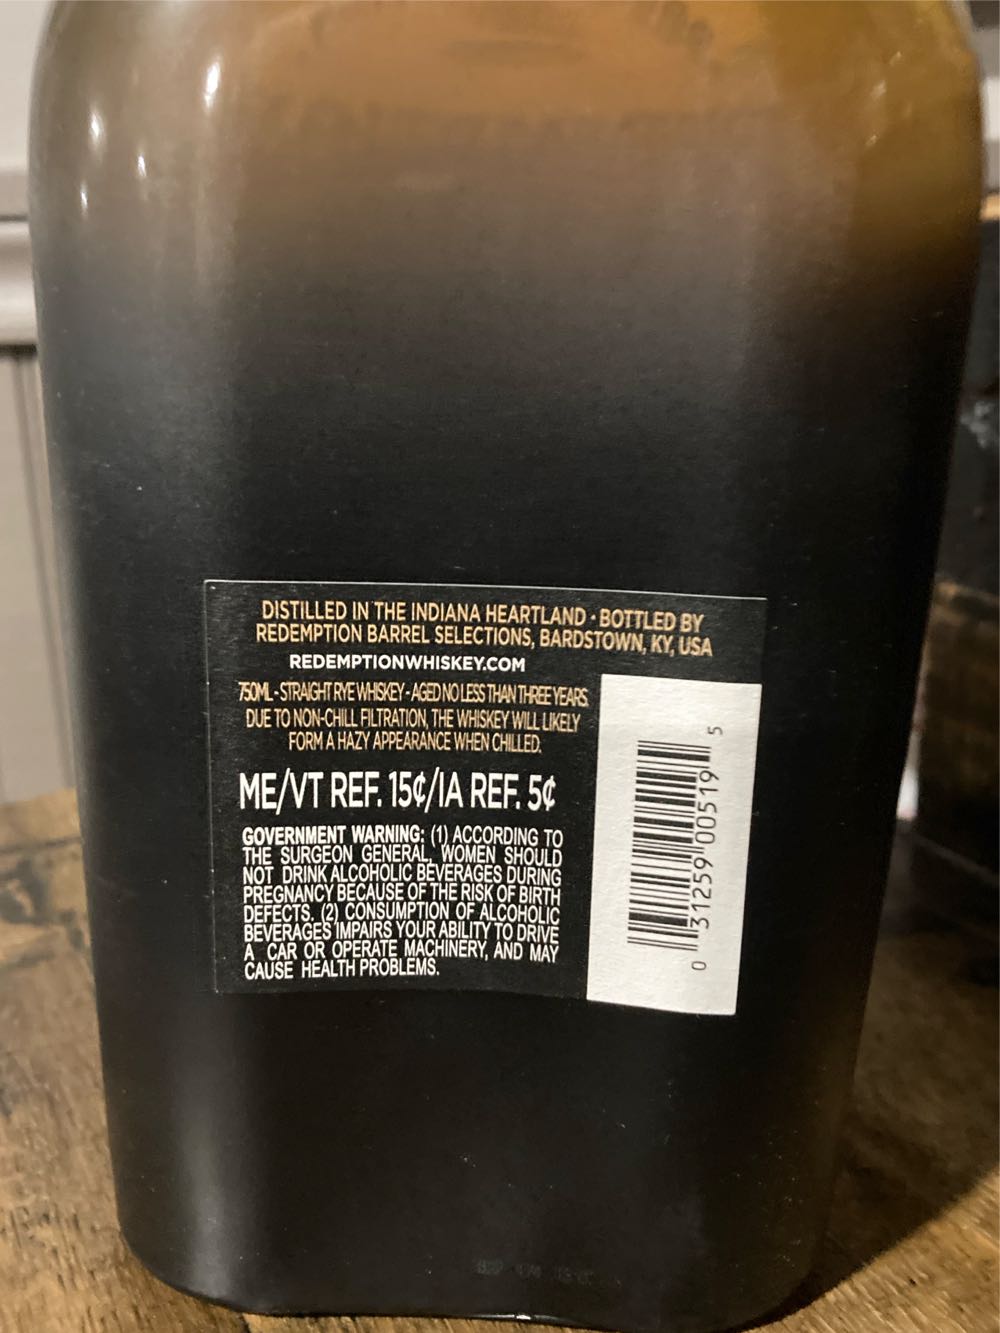 DISTILLED IN THE INDIANA HEARTLAND · BOTTLED BY
REDEMPTION BARREL SELECTIONS, BARDSTOWN, KY, USA
REDEMPTIONWHISKEY.COM
750ML - STRAIGHT RYE WHISKEY - AGED NO LESS THAN THREE YEARS.
DUE TO NON-CHILL FILTRATION, THE WHISKEY WILL LIKELY
FORM A HAZY APPEARANCE WHEN CHILLED.
ME/VT REF. 15¢/IA REF. 5¢
GOVERNMENT WARNING: (1) ACCORDING TO
THE SURGEON GENERAL, WOMEN SHOULD
NOT DRINK ALCOHOLIC BEVERAGES DURING
PREGNANCY BECAUSE OF THE RISK OF BIRTH
DEFECTS. (2) CONSUMPTION OF ALCOHOLIC
BEVERAGES IMPAIRS YOUR ABILITY TO DRIVE
A CAR OR OPERATE MACHINERY, AND MAY
CAUSE HEALTH PROBLEMS.
0 31259 00519 5